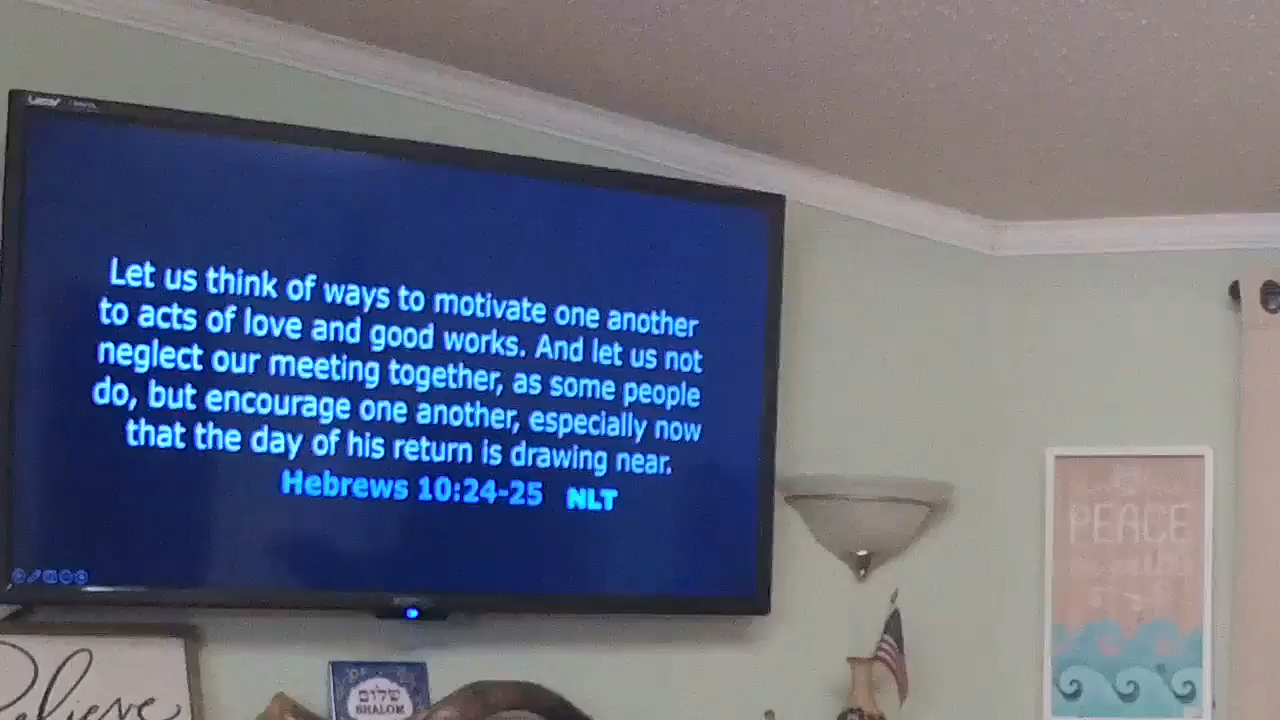 Let us think of ways to motivate one another
to acts of love and good works. And let us not
neglect our meeting together, as some people
do, but encourage one another, especially now
that the day of his return is drawing near.
Hebrews 10:24-25 NLT
PEACE
Believe
שלום
SHALOM